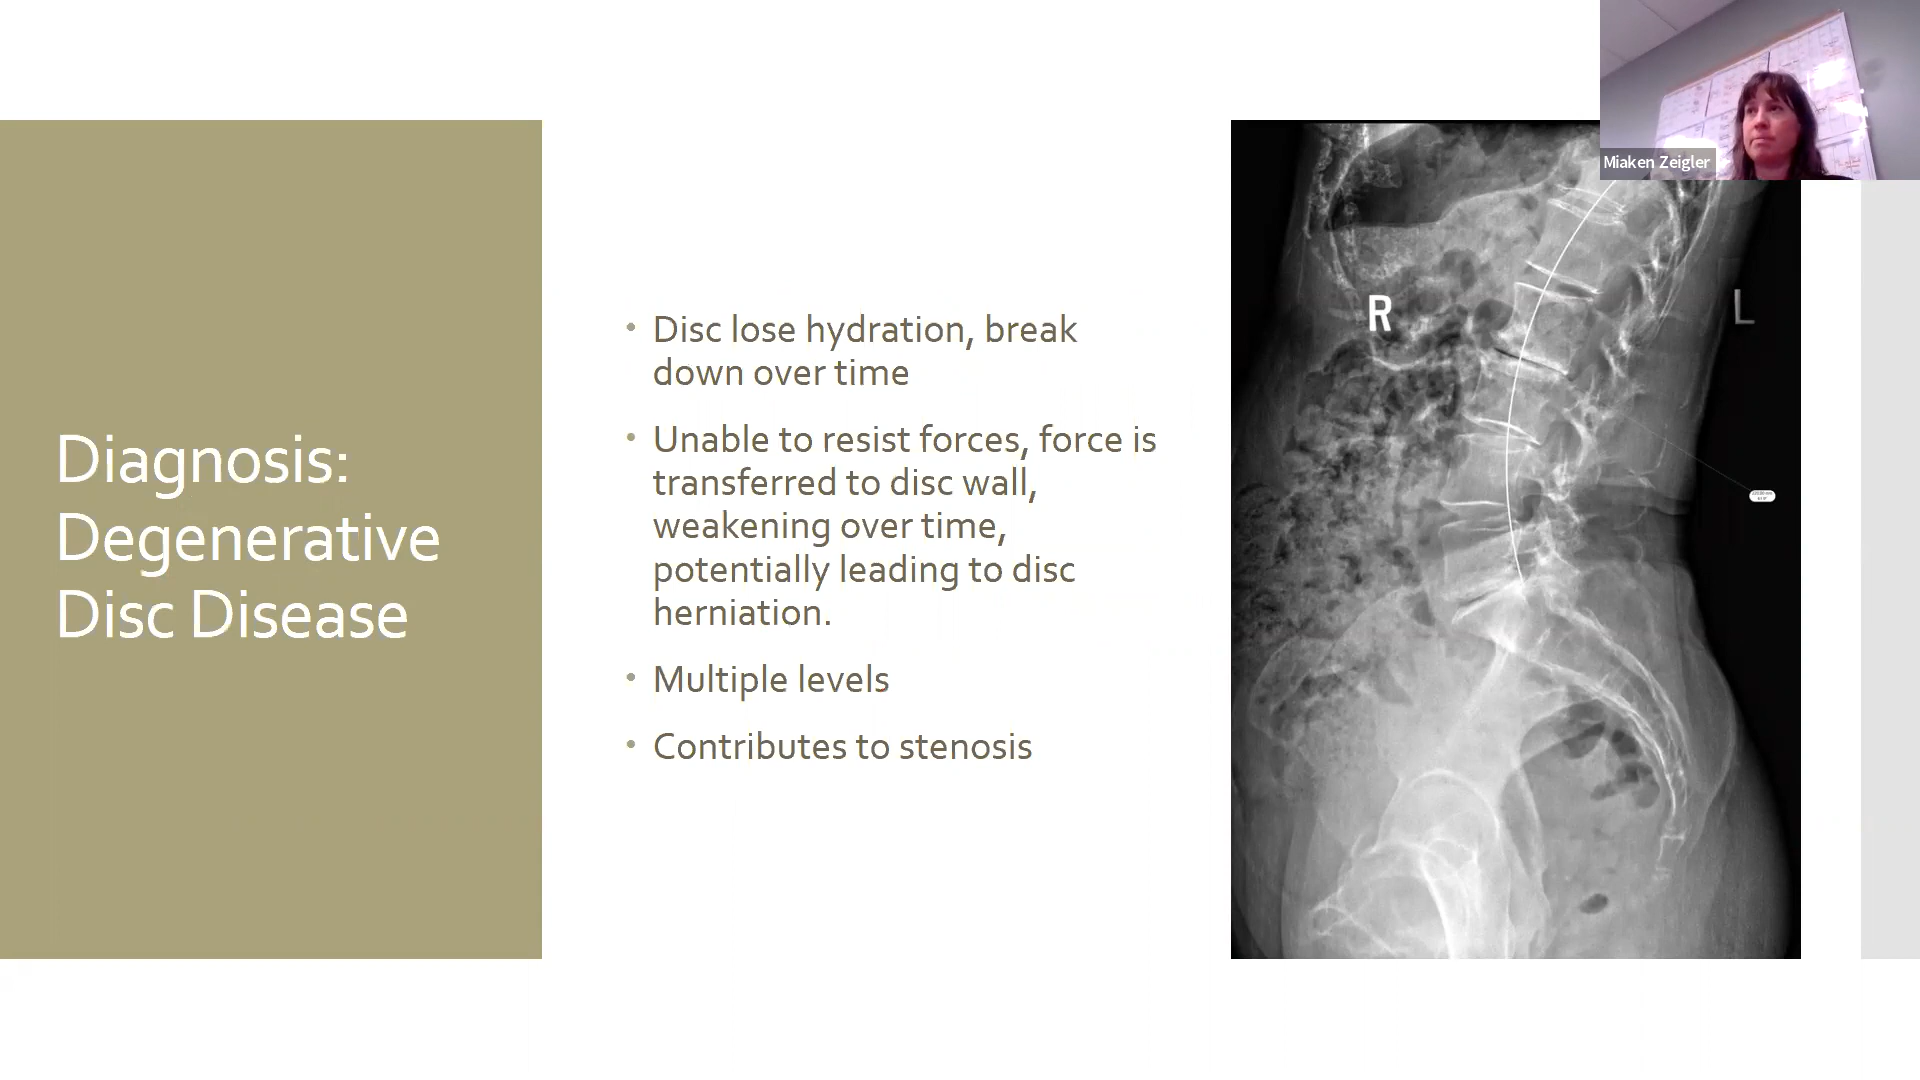 Diagnosis:
Degenerative
Disc Disease
• Disc lose hydration, break
down over time
• Unable to resist forces, force is
transferred to disc wall,
weakening over time,
potentially leading to disc
herniation.
• Multiple levels
• Contributes to stenosis
R
L
Miaken Zeigler